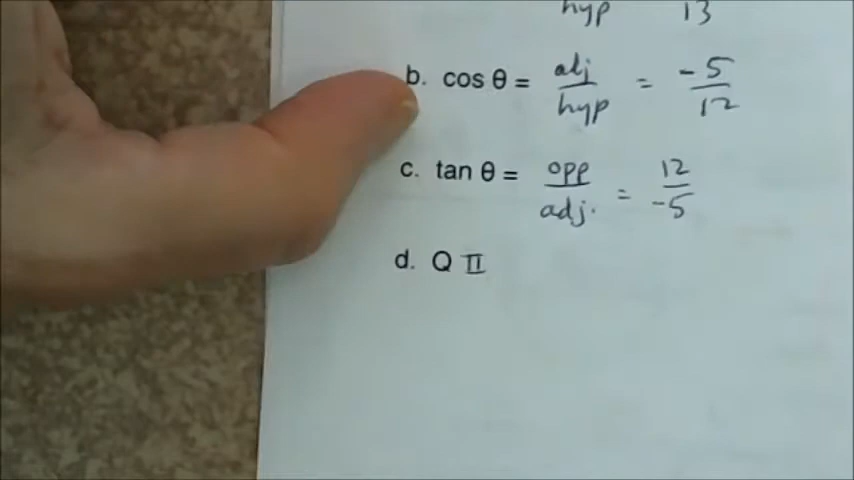 hyp 13
b. cos θ = adj/hyp = -5/12
c. tan θ = opp/adj. = 12/-5
d. Q II